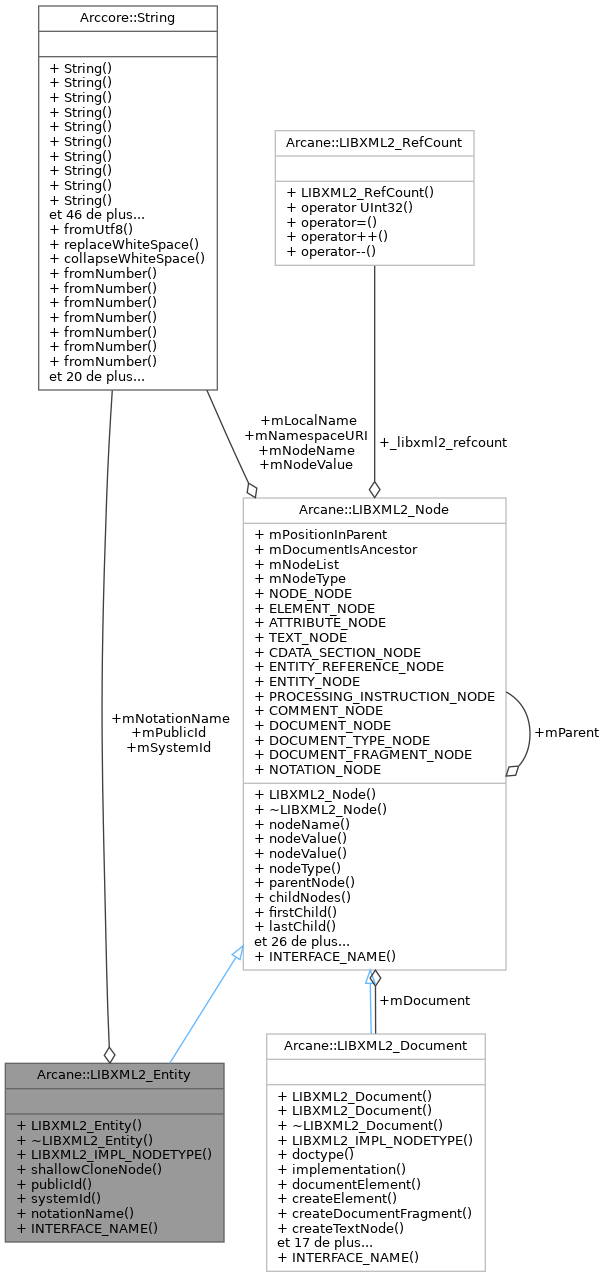 Arccore::String
+ String()
+ String()
+ String()
+ String()
+ String()
+ String()
+ String()
+ String()
+ String()
+ String()
et 46 de plus...
+ fromUtf8()
+ replaceWhiteSpace()
+ collapseWhiteSpace()
+ fromNumber()
+ fromNumber()
+ fromNumber()
+ fromNumber()
+ fromNumber()
+ fromNumber()
+ fromNumber()
et 20 de plus...
Arcane::LIBXML2_RefCount
+ LIBXML2_RefCount()
+ operator UInt32()
+ operator=()
+ operator++()
+ operator--()
+mLocalName
+mNamespaceURI
+mNodeName
+mNodeValue
+_libxml2_refcount
Arcane::LIBXML2_Node
+ mPositionInParent
+ mDocumentIsAncestor
+ mNodeList
+ mNodeType
+ NODE_NODE
+ ELEMENT_NODE
+ ATTRIBUTE_NODE
+ TEXT_NODE
+ CDATA_SECTION_NODE
+ ENTITY_REFERENCE_NODE
+ ENTITY_NODE
+ PROCESSING_INSTRUCTION_NODE
+ COMMENT_NODE
+ DOCUMENT_NODE
+ DOCUMENT_TYPE_NODE
+ DOCUMENT_FRAGMENT_NODE
+ NOTATION_NODE
+ LIBXML2_Node()
+ ~LIBXML2_Node()
+ nodeName()
+ nodeValue()
+ nodeValue()
+ nodeType()
+ parentNode()
+ childNodes()
+ firstChild()
+ lastChild()
et 26 de plus...
+ INTERFACE_NAME()
+mParent
+mNotationName
+mPublicId
+mSystemId
+mDocument
Arcane::LIBXML2_Entity
+ LIBXML2_Entity()
+ ~LIBXML2_Entity()
+ LIBXML2_IMPL_NODETYPE()
+ shallowCloneNode()
+ publicId()
+ systemId()
+ notationName()
+ INTERFACE_NAME()
Arcane::LIBXML2_Document
+ LIBXML2_Document()
+ LIBXML2_Document()
+ ~LIBXML2_Document()
+ LIBXML2_IMPL_NODETYPE()
+ doctype()
+ implementation()
+ documentElement()
+ createElement()
+ createDocumentFragment()
+ createTextNode()
et 17 de plus...
+ INTERFACE_NAME()